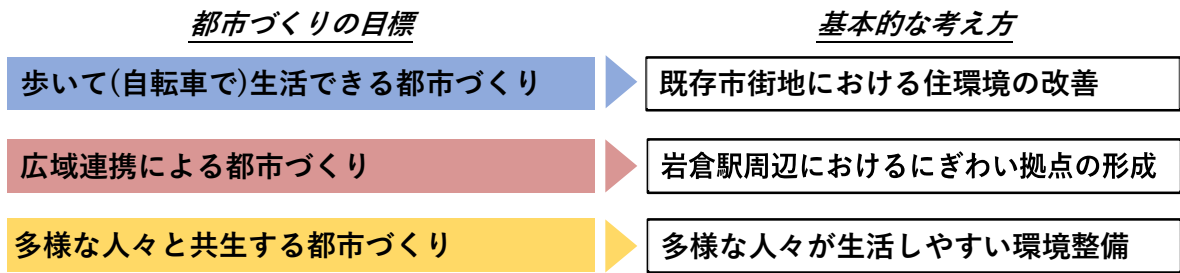 都市づくりの目標
基本的な考え方
歩いて(自転車で)生活できる都市づくり
既存市街地における住環境の改善
広域連携による都市づくり
岩倉駅周辺におけるにぎわい拠点の形成
多様な人々と共生する都市づくり
多様な人々が生活しやすい環境整備